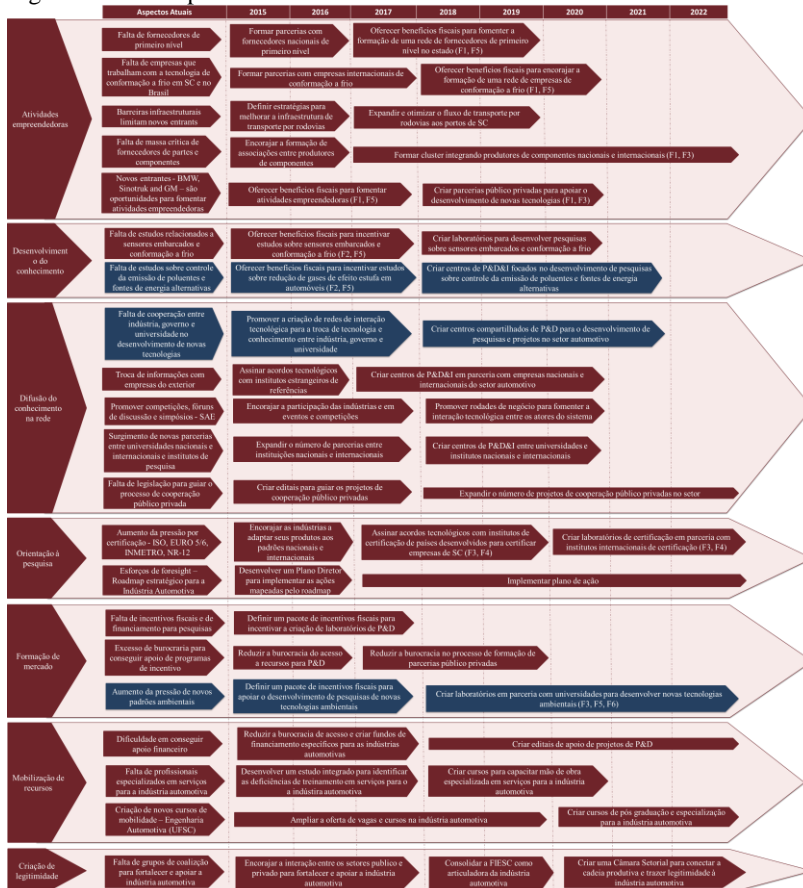 Aspectos Atuais 2015 2016 2017 2018 2019 2020 2021 2022
Atividades
empreendedoras
Falta de fornecedores de
primeiro nível
Formar parcerias com
fornecedores nacionais de
primeiro nível
Oferecer benefícios fiscais para fomentar a
formação de uma rede de fornecedores de primeiro
nível no estado (F1, F5)
Falta de empresas que
trabalham com a tecnologia de
conformação a frio em SC e no
Brasil
Formar parcerias com empresas internacionais de
conformação a frio
Oferecer benefícios fiscais para encorajar a
formação de uma rede de empresas de
conformação a frio (F1, F5)
Barreiras infraestruturais
limitam novos entrants
Definir estratégias para
melhorar a infraestrutura de
transporte por rodovias
Expandir e otimizar o fluxo de transporte por
rodovias aos portos de SC
Falta de massa crítica de
fornecedores de partes e
componentes
Encorajar a formação de
associações entre produtores
de componentes
Formar cluster integrando produtores de componentes nacionais e internacionais (F1, F3)
Novos entrantes - BMW,
Sinotruk and GM – são
oportunidades para fomentar
atividades empreendedoras
Oferecer benefícios fiscais para fomentar
atividades empreendedoras (F1, F5)
Criar parcerias público privadas para apoiar o
desenvolvimento de novas tecnologias (F1, F3)
Desenvolviment
o do
conhecimento
Falta de estudos relacionados a
sensores embarcados e
conformação a frio
Oferecer benefícios fiscais para incentivar
estudos sobre sensores embarcados e
conformação a frio (F2, F5)
Criar laboratórios para desenvolver pesquisas
sobre sensores embarcados e conformação a frio
Falta de estudos sobre controle
da emissão de poluentes e
fontes de energia alternativas
Oferecer benefícios fiscais para incentivar estudos
sobre redução de gases de efeito estufa em
automóveis (F2, F5)
Criar centros de P&D&I focados no desenvolvimento de pesquisas
sobre controle da emissão de poluentes e fontes de energia
alternativas
Difusão do
conhecimento
na rede
Falta de cooperação entre
indústria, governo e
universidade no
desenvolvimento de novas
tecnologias
Promover a criação de redes de interação
tecnológica para a troca de tecnologia e
conhecimento entre indústria, governo e
universidade
Criar centros compartilhados de P&D para o desenvolvimento de
pesquisas e projetos no setor automotivo
Troca de informações com
empresas do exterior
Assinar acordos tecnológicos
com institutos estrangeiros de
referências
Criar centros de P&D&I em parceria com empresas nacionais e
internacionais do setor automotivo
Promover competições, fóruns
de discussão e simpósios - SAE
Encorajar a participação das indústrias e em
eventos e competições
Promover rodades de negócio para fomentar a
interação tecnológica entre os atores do sistema
Surgimento de novas parcerias
entre universidades nacionais e
internacionais e institutos de
pesquisa
Expandir o número de parcerias entre
instituições nacionais e internacionais
Criar centros de P&D&I entre universidades e
institutos nacionais e internacionais
Falta de legislação para guiar o
processo de cooperação
público privada
Criar editais para guiar os projetos de
cooperação público privadas
Expandir o número de projetos de cooperação público privadas no setor
Orientação à
pesquisa
Aumento da pressão por
certificação - ISO, EURO 5/6,
INMETRO, NR-12
Encorajar as indústrias a
adaptar seus produtos aos
padrões nacionais e
internacionais
Assinar acordos tecnológicos com institutos de
certificação de países desenvolvidos para certificar
empresas de SC (F3, F4)
Criar laboratórios de certificação em parceria com
institutos internacionais de certificação (F3, F4)
Esforços de foresight –
Roadmap estratégico para a
Indústria Automotiva
Desenvolver um Plano Diretor
para implementar as ações
mapeadas pelo roadmap
Implementar plano de ação
Formação de
mercado
Falta de incentivos fiscais e de
financiamento para pesquisas
Definir um pacote de incentivos fiscais para
incentivar a criação de laboratórios de P&D
Excesso de burocraria para
conseguir apoio de programas
de incentivo
Reduzir a burocracia do acesso
a recursos para P&D
Reduzir a burocracia no processo de formação de
parcerias público privadas
Aumento da pressão de novos
padrões ambientais
Definir um pacote de incentivos fiscais para
apoiar o desenvolvimento de pesquisas de novas
tecnologias ambientais
Criar laboratórios em parceria com universidades para desenvolver novas tecnologias
ambientais (F3, F5, F6)
Mobilização de
recursos
Dificuldade em conseguir
apoio financeiro
Reduzir a burocracia de acesso e criar fundos de
financiamento específicos para as indústrias
automotivas
Criar editais de apoio de projetos de P&D
Falta de profissionais
especializados em serviços para
a indústria automotiva
Desenvolver um estudo integrado para identificar
as deficiências de treinamento em serviços para o
a indústria automotiva
Criar cursos para capacitar mão de obra
especializada em serviços para a indústria
automotiva
Criação de novos cursos de
mobilidade – Engenharia
Automotiva (UFSC)
Ampliar a oferta de vagas e cursos na indústria automotiva
Criar cursos de pós graduação e especialização
para a indústria automotiva
Criação de
legitimidade
Falta de grupos de coalizção
para fortalecer e apoiar a
indústria automotiva
Encorajar a interação entre os setores publico e
privado para fortalecer e apoiar a indústria
automotiva
Consolidar a FIESC como
articuladora da indústria
automotiva
Criar uma Câmara Setorial para conectar a
cadeia produtiva e trazer legitimidade à
indústria automotiva